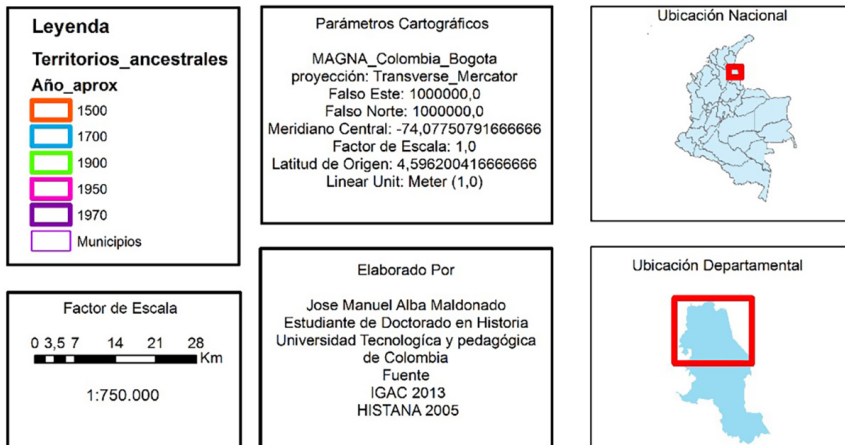 Leyenda
Territorios_ancestrales
Año_aprox
1500
1700
1900
1950
1970
Municipios
Factor de Escala
0 3,5 7 14 21 28
Km
1:750.000
Parámetros Cartográficos
MAGNA_Colombia_Bogota
proyección: Transverse_Mercator
Falso Este: 1000000,0
Falso Norte: 1000000,0
Meridiano Central: -74,07750791666666
Factor de Escala: 1,0
Latitud de Origen: 4,596200416666666
Linear Unit: Meter (1,0)
Elaborado Por
Jose Manuel Alba Maldonado
Estudiante de Doctorado en Historia
Universidad Tecnologíca y pedagógica
de Colombia
Fuente
IGAC 2013
HISTANA 2005
Ubicación Nacional
Ubicación Departamental